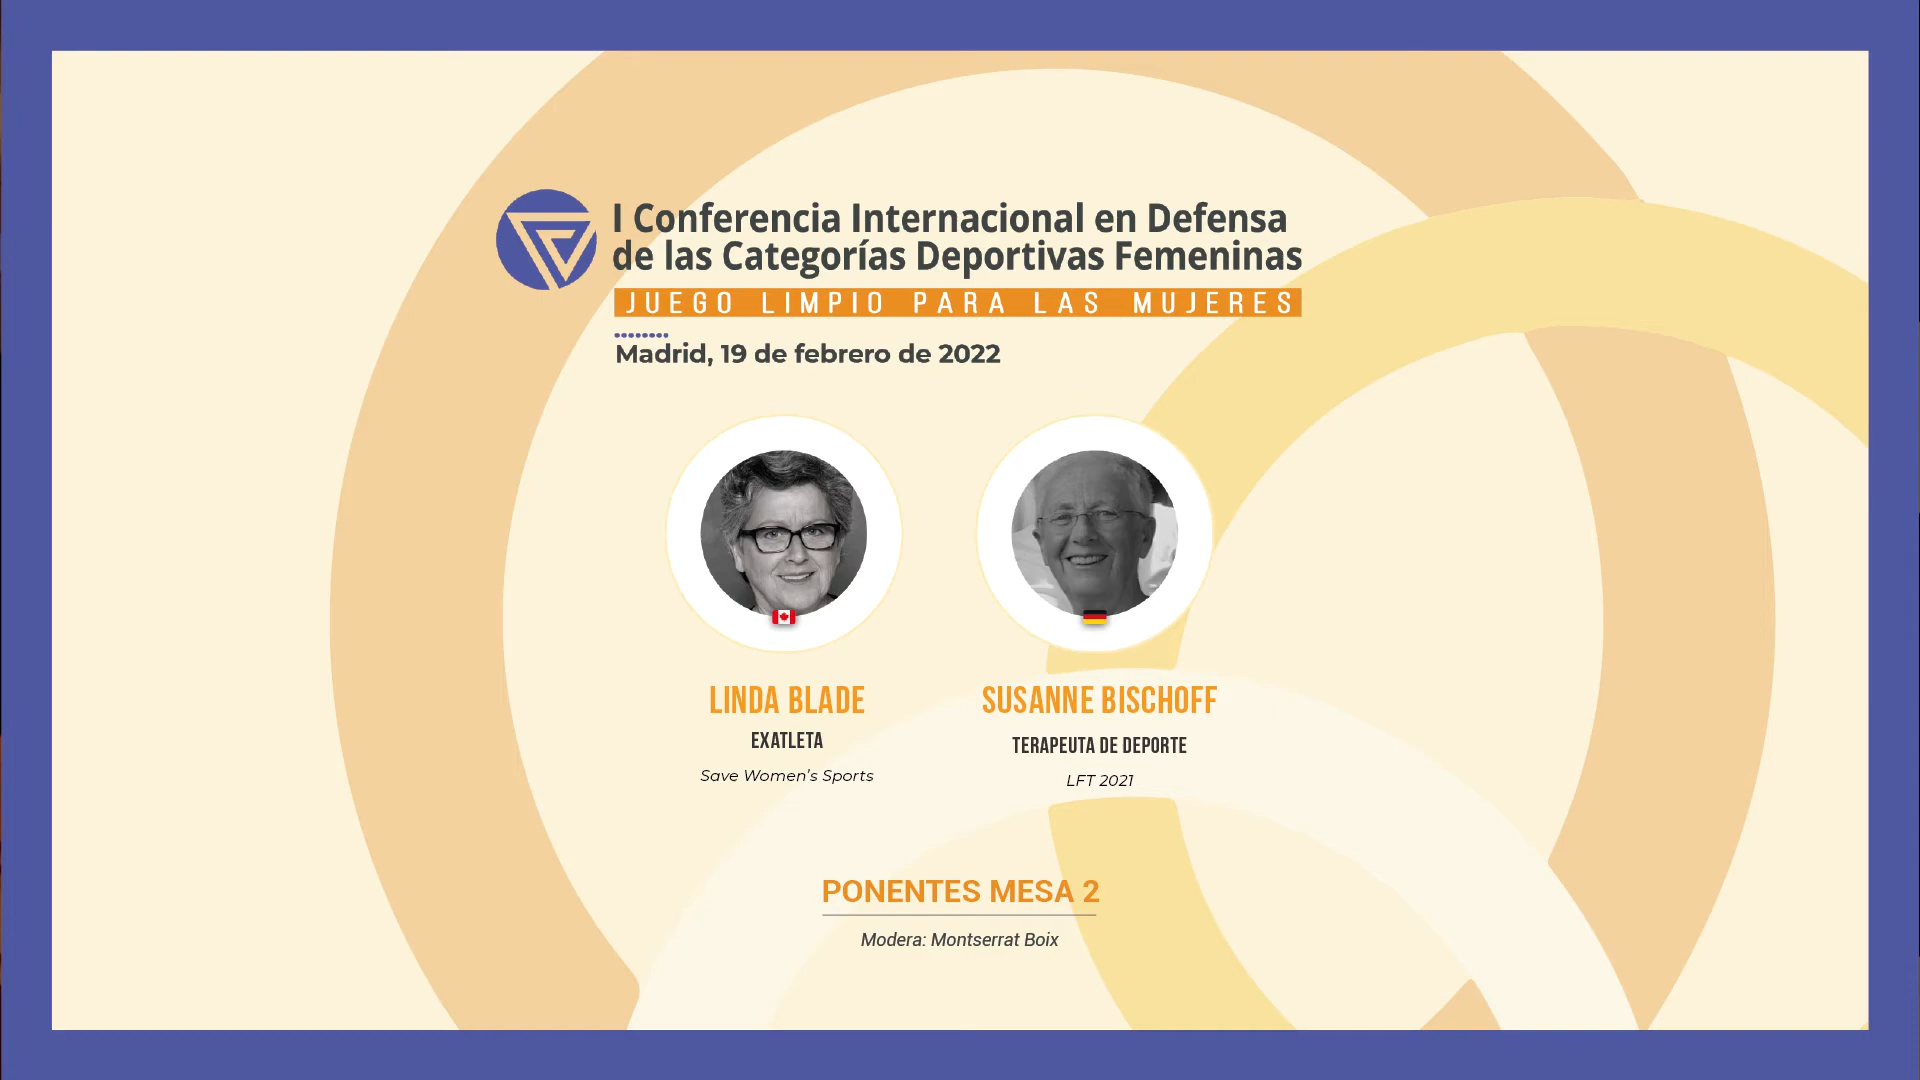 I Conferencia Internacional en Defensa
de las Categorías Deportivas Femeninas
JUEGO LIMPIO PARA LAS MUJERES
Madrid, 19 de febrero de 2022
LINDA BLADE
EXATLETA
Save Women's Sports
SUSANNE BISCHOFF
TERAPEUTA DE DEPORTE
LFT 2021
PONENTES MESA 2
Modera: Montserrat Boix